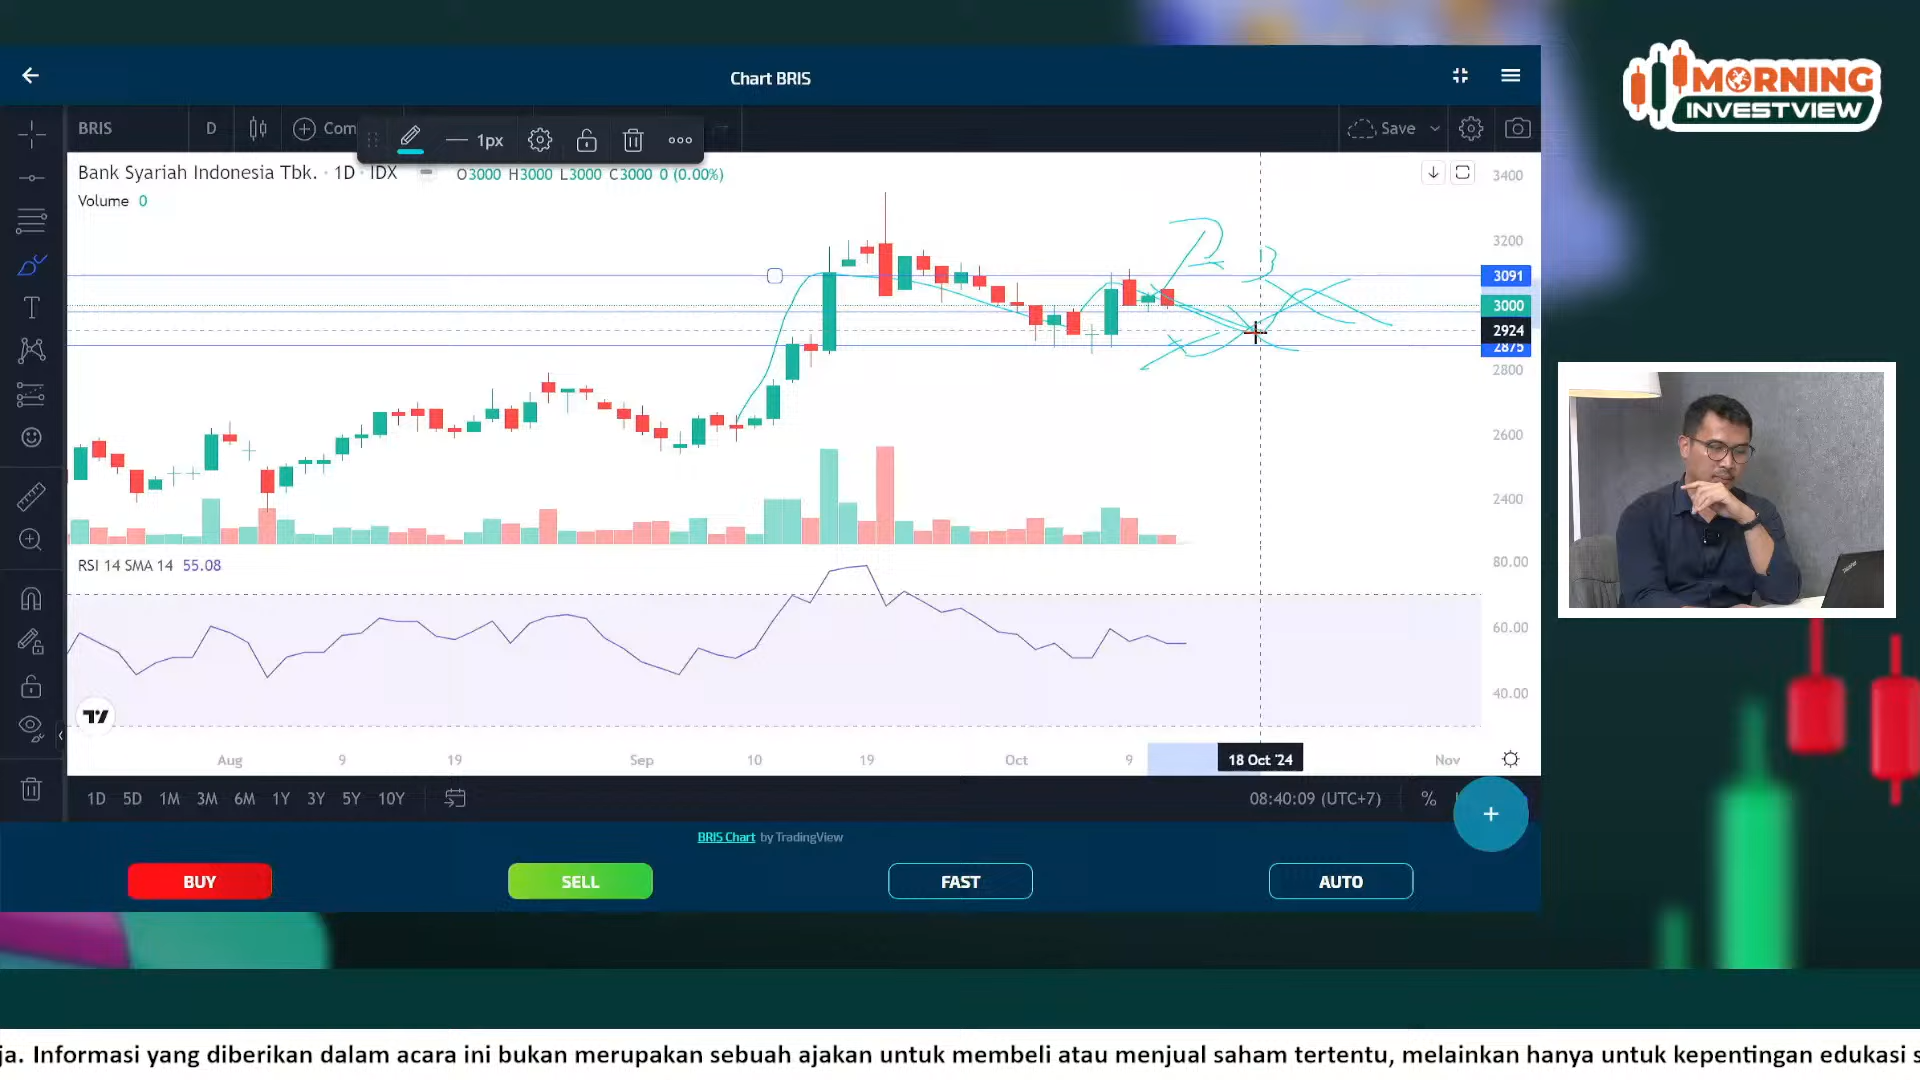 MORNING
INVESTVIEW
Chart BRIS
BRIS
D
Com
1px
Save
Bank Syariah Indonesia Tbk. · 1D · IDX
O3000 H3000 L3000 C3000 0 (0.00%)
Volume 0
3400
3200
3091
3000
2924
2875
2800
2600
2400
RSI 14 SMA 14 55.08
80.00
60.00
40.00
Aug
9
19
Sep
10
19
Oct
9
18 Oct '24
Nov
1D 5D 1M 3M 6M 1Y 3Y 5Y 10Y
08:40:09 (UTC+7)
%
BRIS Chart by TradingView
BUY
SELL
FAST
AUTO
ja. Informasi yang diberikan dalam acara ini bukan merupakan sebuah ajakan untuk membeli atau menjual saham tertentu, melainkan hanya untuk kepentingan edukasi s